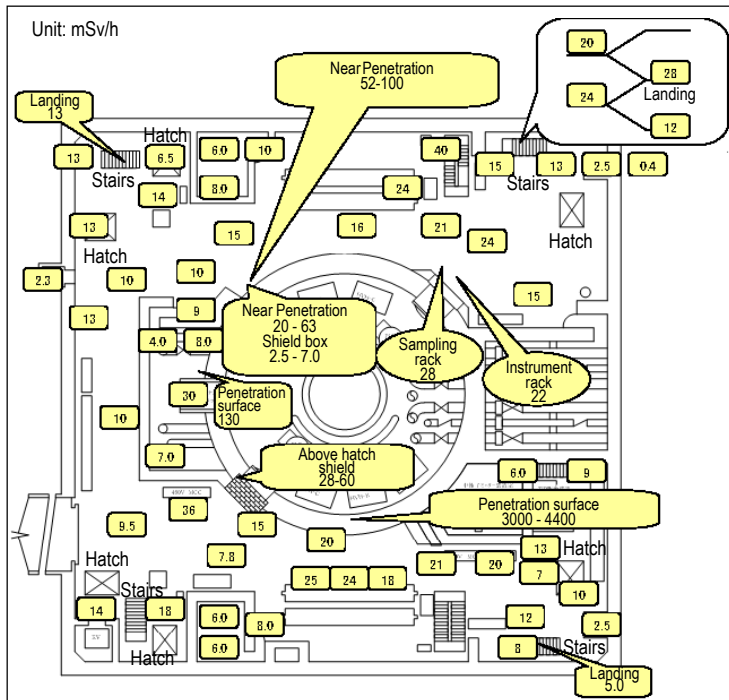 Unit: mSv/h
20
28
24
Landing
12
Near Penetration
52-100
Landing
13
Hatch
13
6.5
6.0
10
40
15
13
2.5
0.4
Stairs
Stairs
14
8.0
24
13
Hatch
15
16
21
24
Hatch
2.3
10
10
15
13
9
Near Penetration
20 - 63
Shield box
2.5 - 7.0
4.0
8.0
Sampling
rack
28
Instrument
rack
22
30
Penetration
surface
130
10
7.0
Above hatch
shield
28-60
6.0
9
480V MCC
36
Penetration surface
3000 - 4400
9.5
15
20
13
Hatch
7.8
21
20
7
Hatch
25
24
18
10
Stairs
14
18
6.0
8.0
12
2.5
6.0
8
Stairs
Hatch
Landing
5.0